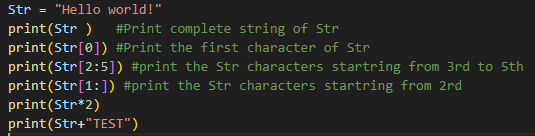 Str = "Hello world!"
print(Str )   #Print complete string of Str
print(Str[0]) #Print the first character of Str
print(Str[2:5]) #print the Str characters startring from 3rd to 5th
print(Str[1:]) #print the Str characters startring from 2rd
print(Str*2)
print(Str+"TEST")